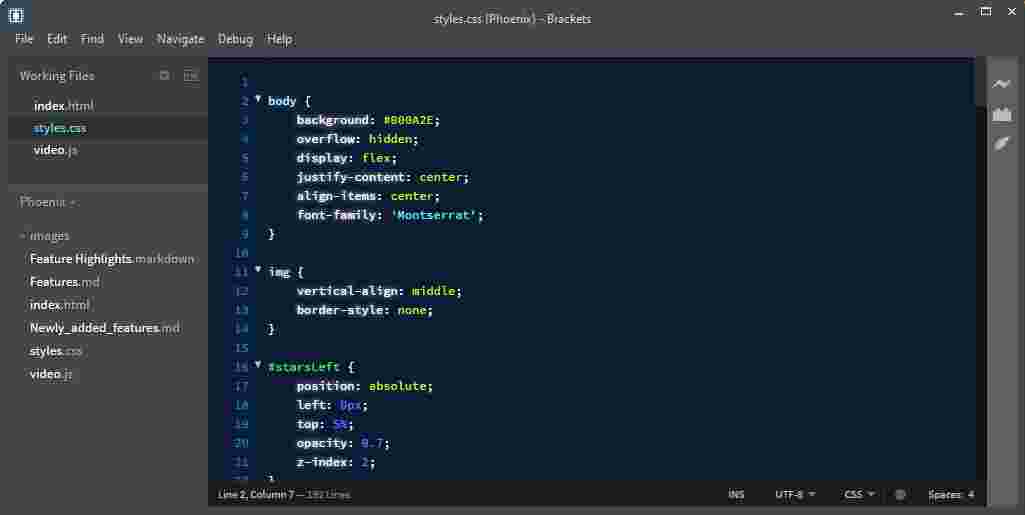 styles.css (Phoenix) - Brackets
File Edit Find View Navigate Debug Help
Working Files
index.html
styles.css
video.js
Phoenix
images
Feature Highlights.markdown
Features.md
index.html
Newly_added_features.md
styles.css
video.js
1
2 body {
3 background: #000A2E;
4 overflow: hidden;
5 display: flex;
6 justify-content: center;
7 align-items: center;
8 font-family: 'Montserrat';
9 }
10
11 img {
12 vertical-align: middle;
13 border-style: none;
14 }
15
16 #starsLeft {
17 position: absolute;
18 left: 0px;
19 top: 5%;
20 opacity: 0.7;
21 z-index: 2;
22 }
Line 2, Column 7 — 192 Lines
INS UTF-8 CSS Spaces: 4